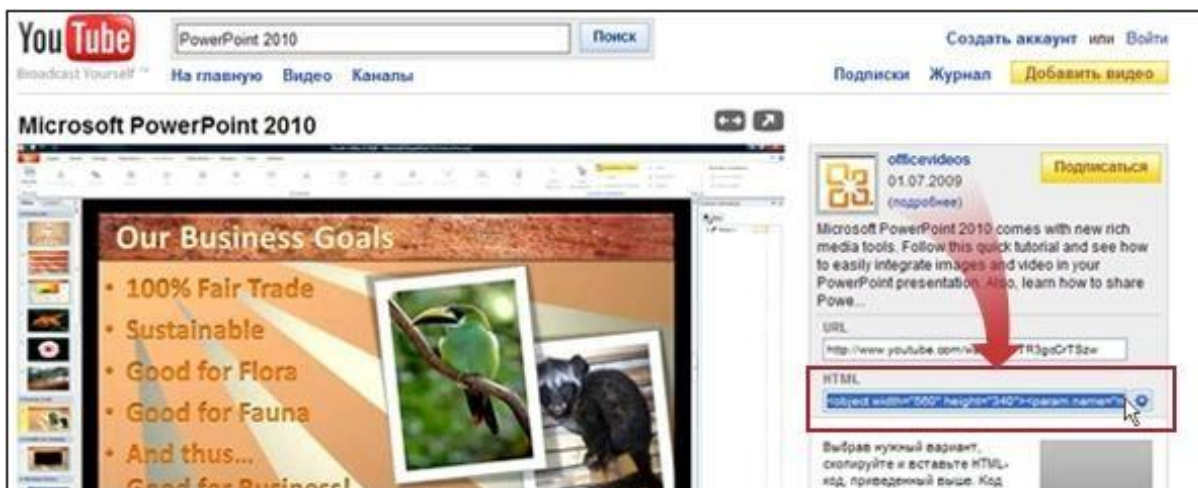 You Tube
PowerPoint 2010
Поиск
Создать аккаунт или Войти
Broadcast Yourself ™
На главную Видео Каналы
Подписки Журнал Добавить видео
Microsoft PowerPoint 2010
Our Business Goals
• 100% Fair Trade
• Sustainable
• Good for Flora
• Good for Fauna
• And thus...
Good for Business!
officevideos
01.07.2009
(подробнее)
Подписаться
Microsoft PowerPoint 2010 comes with new rich
media tools. Follow this quick tutorial and see how
to easily integrate images and video in your
PowerPoint presentation. Also, learn how to share
Powe...
URL
HTML
<object width="560" height="340"><param name="
Выбрав нужный вариант,
скопируйте и вставьте HTML-
код, приведенный выше. Код